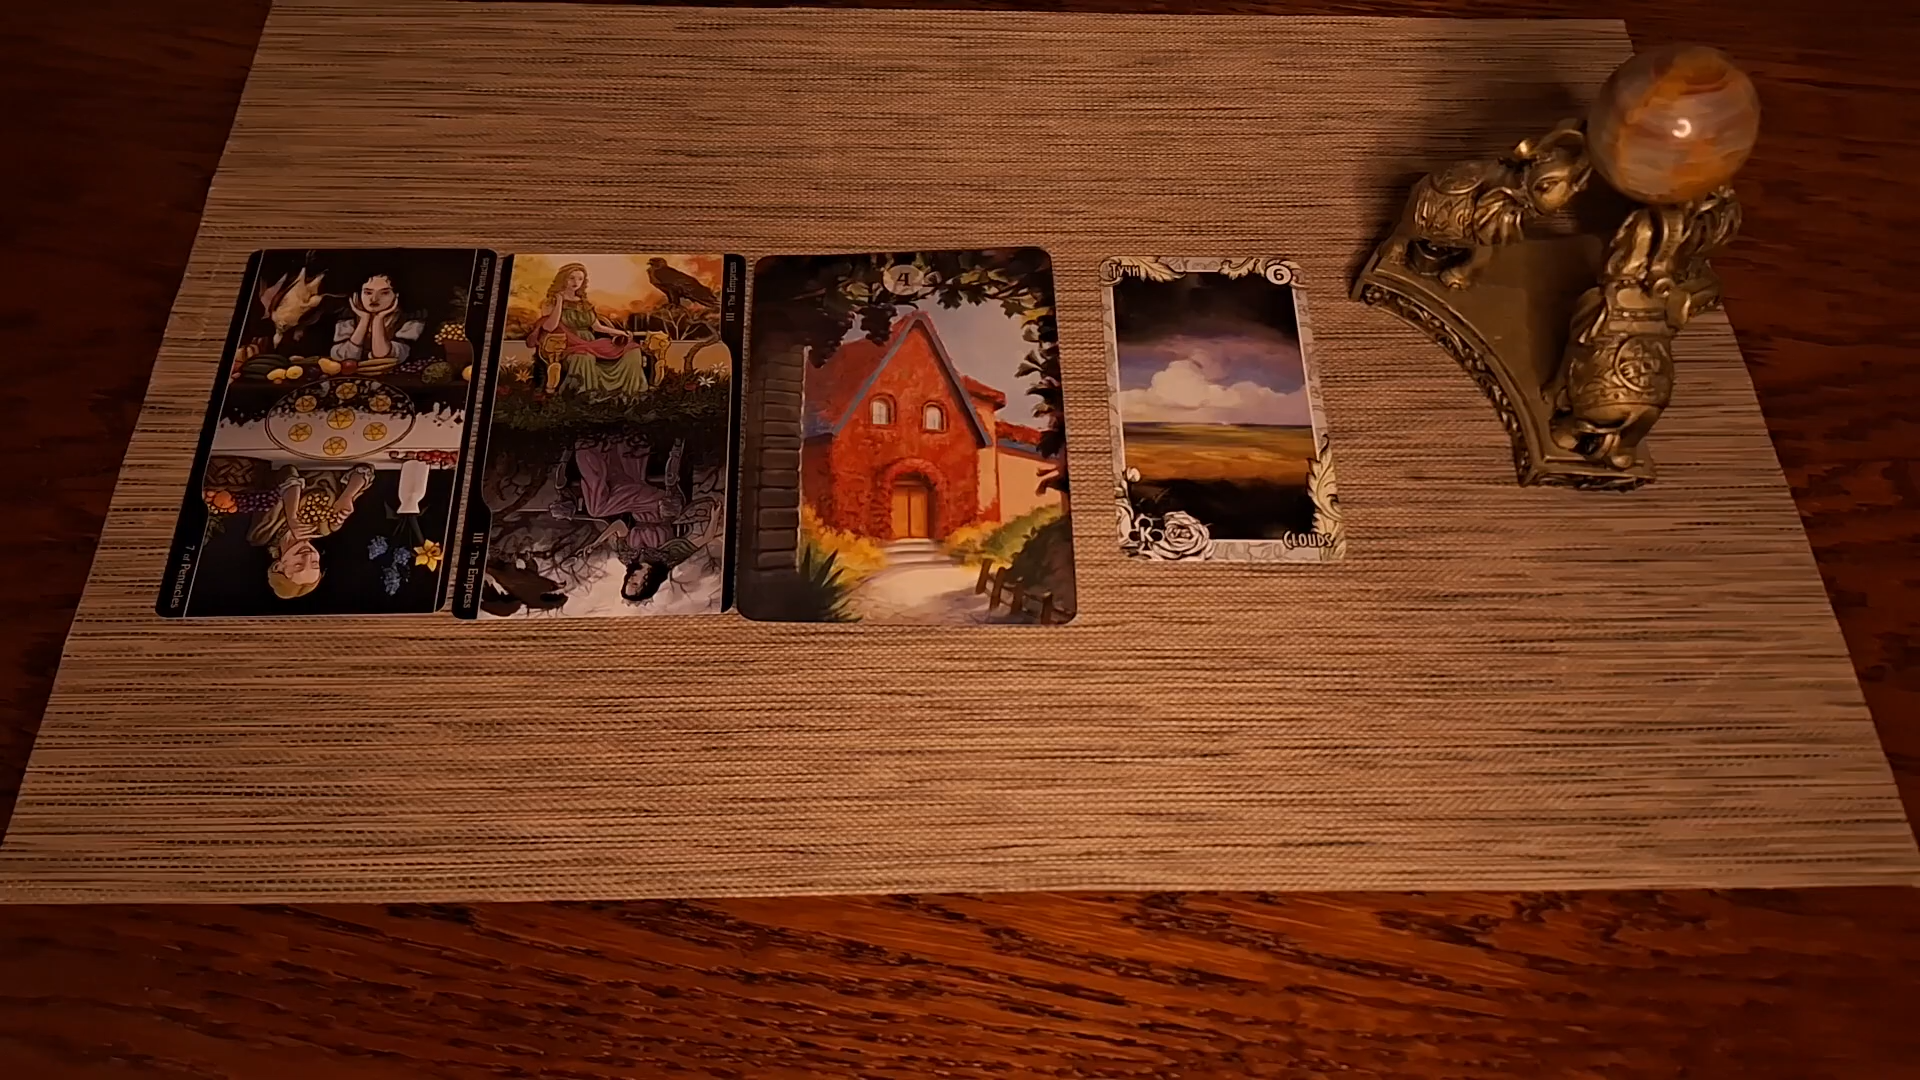 7 of Pentacles
7 of Pentacles
III The Empress
III The Empress
4
Тучи
6
K
Clouds